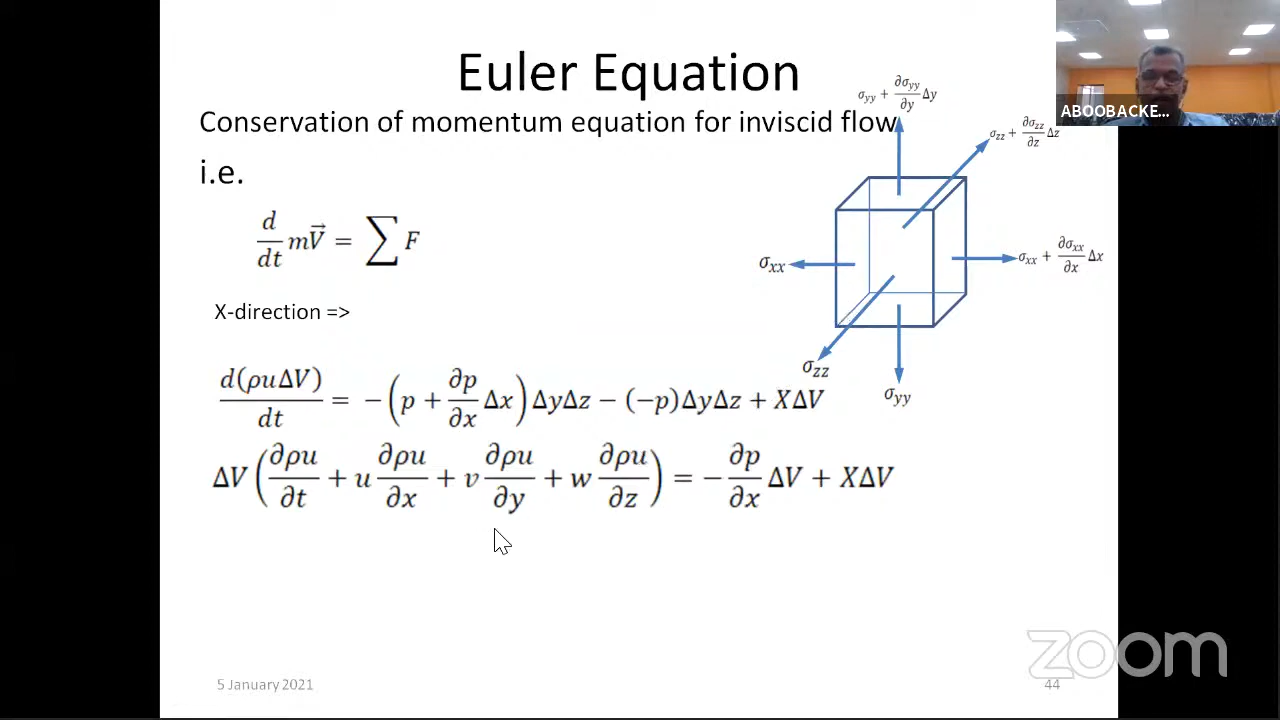 Euler Equation
Conservation of momentum equation for inviscid flow
i.e.
d/dt mV⃗ = ∑ F
X-direction =>
d(ρuΔV)/dt = −(p + ∂p/∂x Δx) ΔyΔz − (−p)ΔyΔz + XΔV
ΔV (∂ρu/∂t + u ∂ρu/∂x + v ∂ρu/∂y + w ∂ρu/∂z) = − ∂p/∂x ΔV + XΔV
σyy + ∂σyy/∂y Δy
σzz + ∂σzz/∂z Δz
σxx
σxx + ∂σxx/∂x Δx
σzz
σyy
ABOOBACKE...
zoom
5 January 2021
44